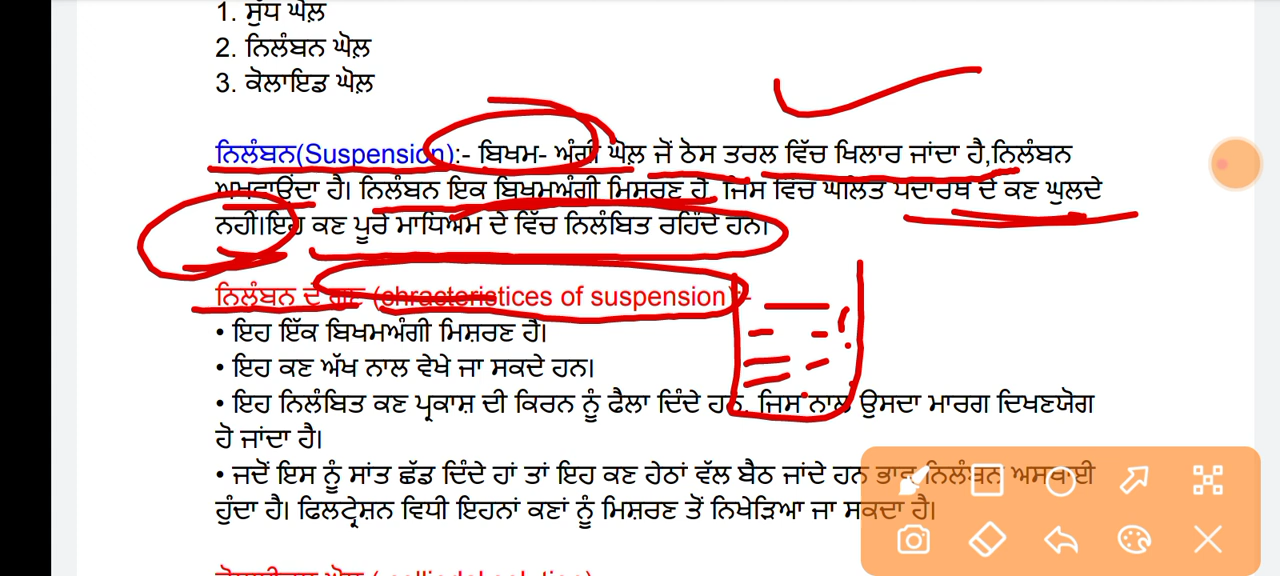 1. ਸ਼ੁੱਧ ਘੋਲ਼
2. ਨਿਲੰਬਨ ਘੋਲ਼
3. ਕੋਲਾਇਡ ਘੋਲ਼
ਨਿਲੰਬਨ(Suspension):- ਬਿਖਮ- ਅੰਗੀ ਘੋਲ਼ ਜੋਂ ਠੋਸ ਤਰਲ ਵਿੱਚ ਖਿਲਾਰ ਜਾਂਦਾ ਹੈ,ਨਿਲੰਬਨ
ਅਖਵਾਉਂਦਾ ਹੈ। ਨਿਲੰਬਨ ਇਕ ਬਿਖਮਅੰਗੀ ਮਿਸ਼ਰਣ ਹੈ, ਜਿਸ ਵਿੱਚ ਘੁਲਿਤ ਪਦਾਰਥ ਦੇ ਕਣ ਘੁਲਦੇ
ਨਹੀਂ।ਇਹ ਕਣ ਪੂਰੇ ਮਾਧਿਅਮ ਦੇ ਵਿੱਚ ਨਿਲੰਬਿਤ ਰਹਿੰਦੇ ਹਨ।
ਨਿਲੰਬਨ ਦੇ ਗੁਣ (chracteristices of suspension):-
• ਇਹ ਇੱਕ ਬਿਖਮਅੰਗੀ ਮਿਸ਼ਰਣ ਹੈ।
• ਇਹ ਕਣ ਅੱਖ ਨਾਲ ਵੇਖੇ ਜਾ ਸਕਦੇ ਹਨ।
• ਇਹ ਨਿਲੰਬਿਤ ਕਣ ਪ੍ਰਕਾਸ਼ ਦੀ ਕਿਰਨ ਨੂੰ ਫੈਲਾ ਦਿੰਦੇ ਹਨ, ਜਿਸ ਨਾਲ ਉਸਦਾ ਮਾਰਗ ਦਿਖਣਯੋਗ
ਹੋ ਜਾਂਦਾ ਹੈ।
• ਜਦੋਂ ਇਸ ਨੂੰ ਸਾਂਤ ਛੱਡ ਦਿੰਦੇ ਹਾਂ ਤਾਂ ਇਹ ਕਣ ਹੇਠਾਂ ਵੱਲ ਬੈਠ ਜਾਂਦੇ ਹਨ ਭਾਵ ਨਿਲੰਬਨ ਅਸਥਾਈ
ਹੁੰਦਾ ਹੈ। ਫਿਲਟ੍ਰੇਸ਼ਨ ਵਿਧੀ ਇਹਨਾਂ ਕਣਾਂ ਨੂੰ ਮਿਸ਼ਰਣ ਤੋਂ ਨਿਖੇੜਿਆ ਜਾ ਸਕਦਾ ਹੈ।